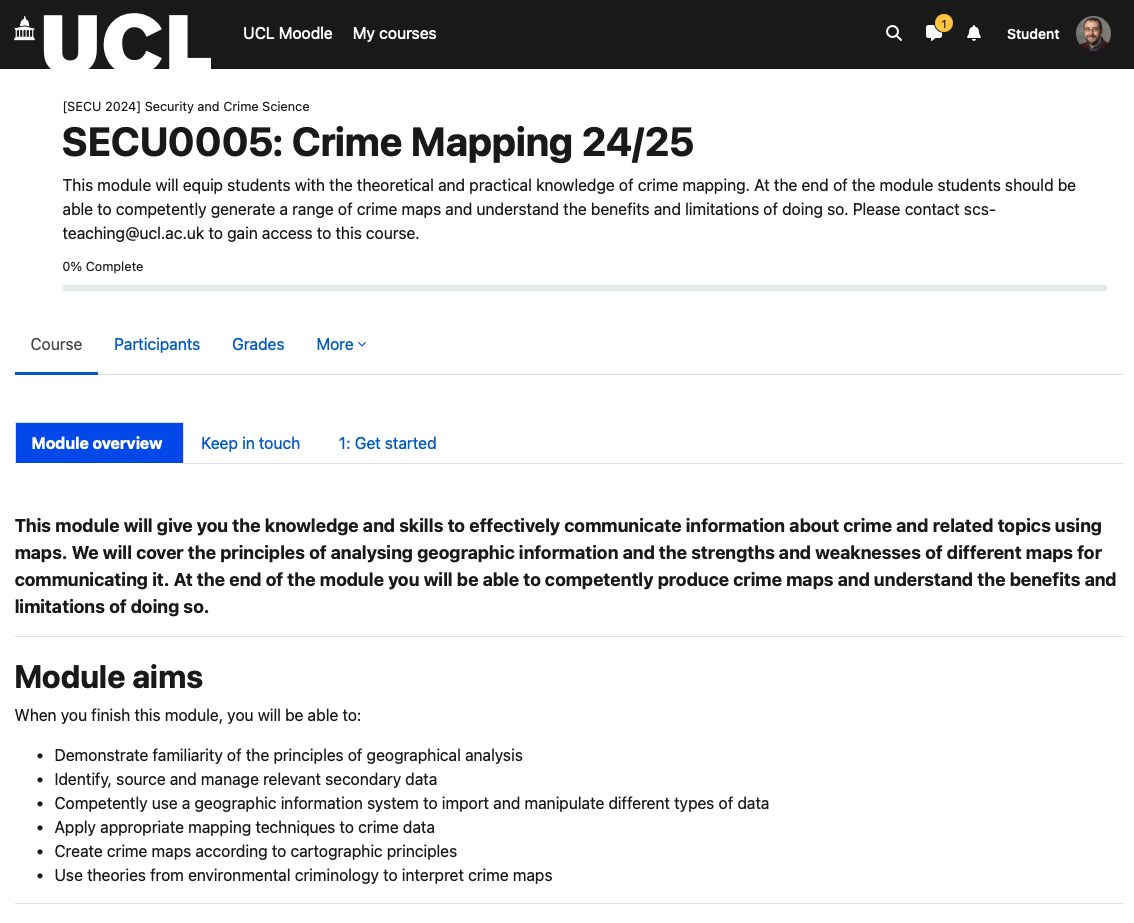 UCL
UCL Moodle My courses
1
Student
[SECU 2024] Security and Crime Science
SECU0005: Crime Mapping 24/25
This module will equip students with the theoretical and practical knowledge of crime mapping. At the end of the module students should be
able to competently generate a range of crime maps and understand the benefits and limitations of doing so. Please contact scs-
teaching@ucl.ac.uk to gain access to this course.
0% Complete
Course Participants Grades More
Module overview Keep in touch 1: Get started
This module will give you the knowledge and skills to effectively communicate information about crime and related topics using
maps. We will cover the principles of analysing geographic information and the strengths and weaknesses of different maps for
communicating it. At the end of the module you will be able to competently produce crime maps and understand the benefits and
limitations of doing so.
Module aims
When you finish this module, you will be able to:
• Demonstrate familiarity of the principles of geographical analysis
• Identify, source and manage relevant secondary data
• Competently use a geographic information system to import and manipulate different types of data
• Apply appropriate mapping techniques to crime data
• Create crime maps according to cartographic principles
• Use theories from environmental criminology to interpret crime maps